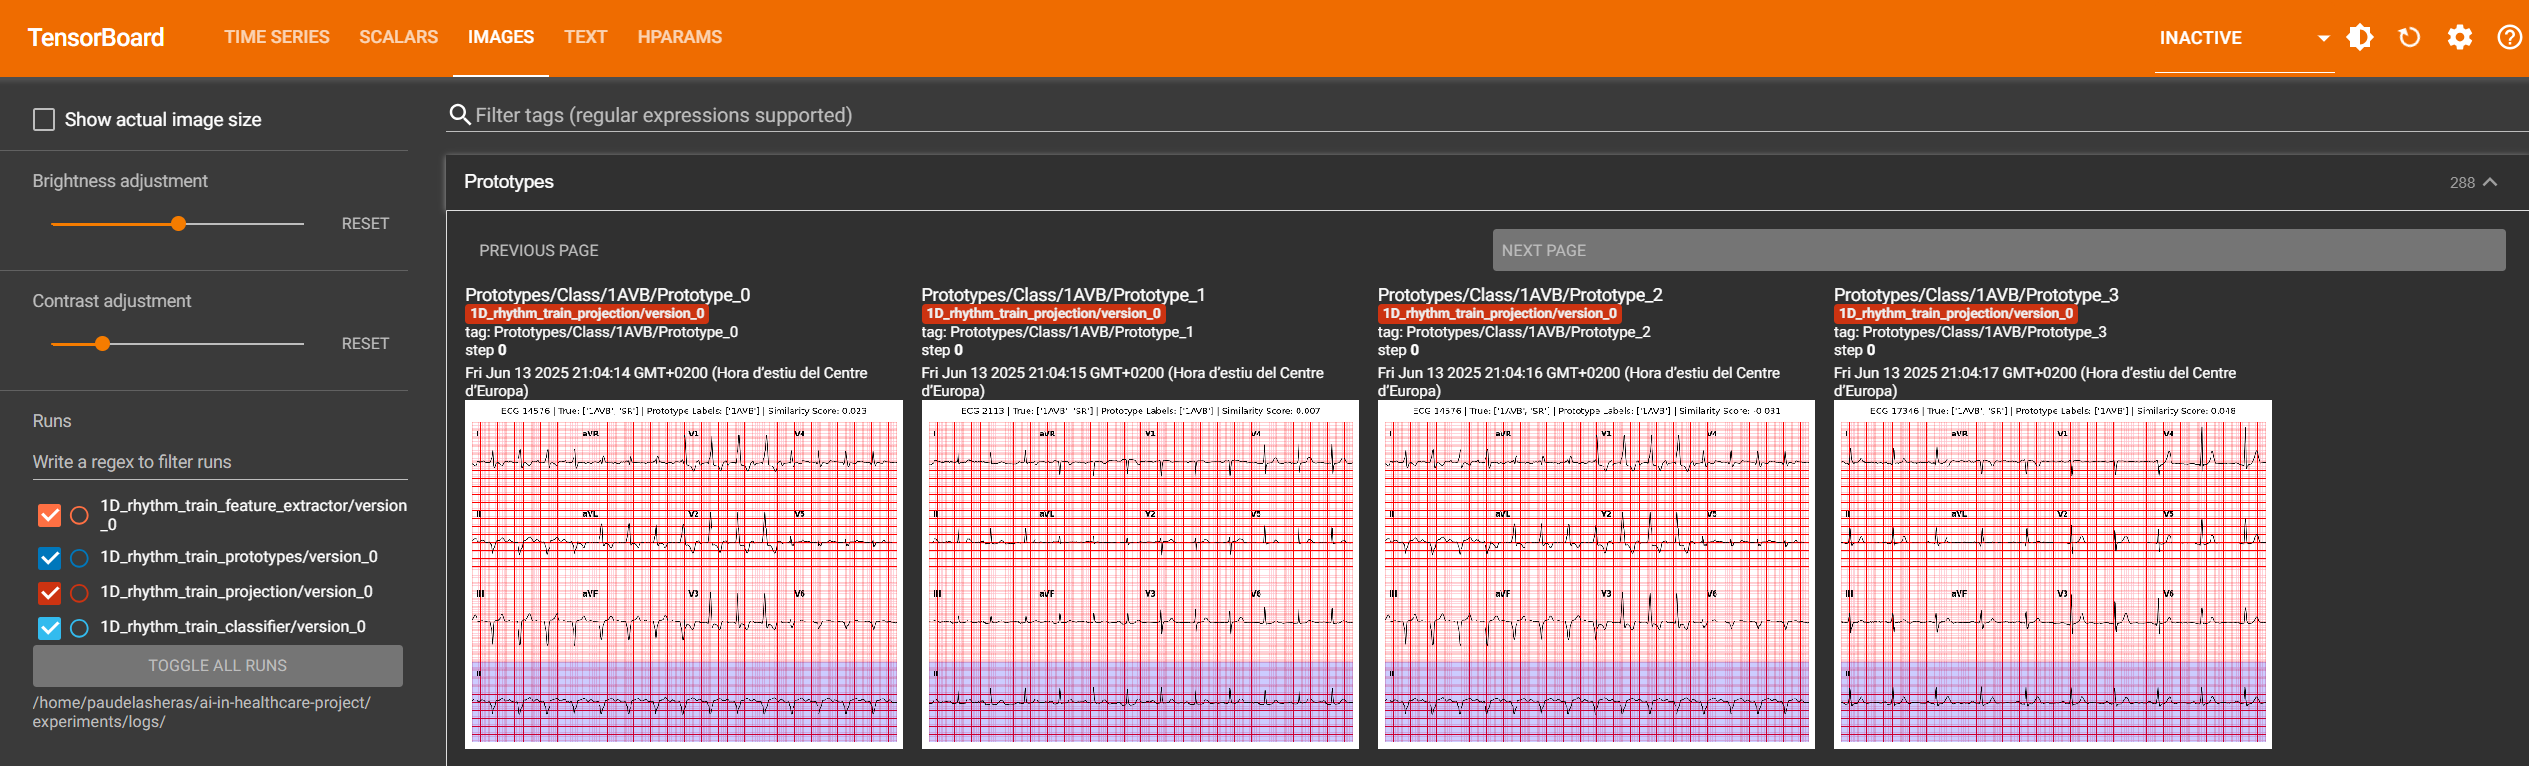 TensorBoard
TIME SERIES
SCALARS
IMAGES
TEXT
HPARAMS
INACTIVE
Show actual image size
Brightness adjustment
RESET
Contrast adjustment
RESET
Runs
Write a regex to filter runs
1D_rhythm_train_feature_extractor/version
_0
1D_rhythm_train_prototypes/version_0
1D_rhythm_train_projection/version_0
1D_rhythm_train_classifier/version_0
TOGGLE ALL RUNS
/home/paudelasheras/ai-in-healthcare-project/
experiments/logs/
Filter tags (regular expressions supported)
Prototypes
288
PREVIOUS PAGE
NEXT PAGE
Prototypes/Class/1AVB/Prototype_0
1D_rhythm_train_projection/version_0
tag: Prototypes/Class/1AVB/Prototype_0
step 0
Fri Jun 13 2025 21:04:14 GMT+0200 (Hora d'estiu del Centre
d'Europa)
ECG 14576 | True: ['1AVB', 'SR'] | Prototype Labels: ['1AVB'] | Similarity Score: 0.023
I aVR V1 V4
II aVL V2 V5
III aVF V3 V6
II
Prototypes/Class/1AVB/Prototype_1
1D_rhythm_train_projection/version_0
tag: Prototypes/Class/1AVB/Prototype_1
step 0
Fri Jun 13 2025 21:04:15 GMT+0200 (Hora d'estiu del Centre
d'Europa)
ECG 2113 | True: ['1AVB', 'SR'] | Prototype Labels: ['1AVB'] | Similarity Score: 0.007
I aVR V1 V4
II aVL V2 V5
III aVF V3 V6
II
Prototypes/Class/1AVB/Prototype_2
1D_rhythm_train_projection/version_0
tag: Prototypes/Class/1AVB/Prototype_2
step 0
Fri Jun 13 2025 21:04:16 GMT+0200 (Hora d'estiu del Centre
d'Europa)
ECG 14576 | True: ['1AVB', 'SR'] | Prototype Labels: ['1AVB'] | Similarity Score: -0.031
I aVR V1 V4
II aVL V2 V5
III aVF V3 V6
II
Prototypes/Class/1AVB/Prototype_3
1D_rhythm_train_projection/version_0
tag: Prototypes/Class/1AVB/Prototype_3
step 0
Fri Jun 13 2025 21:04:17 GMT+0200 (Hora d'estiu del Centre
d'Europa)
ECG 17346 | True: ['1AVB', 'SR'] | Prototype Labels: ['1AVB'] | Similarity Score: 0.048
I aVR V1 V4
II aVL V2 V5
III aVF V3 V6
II